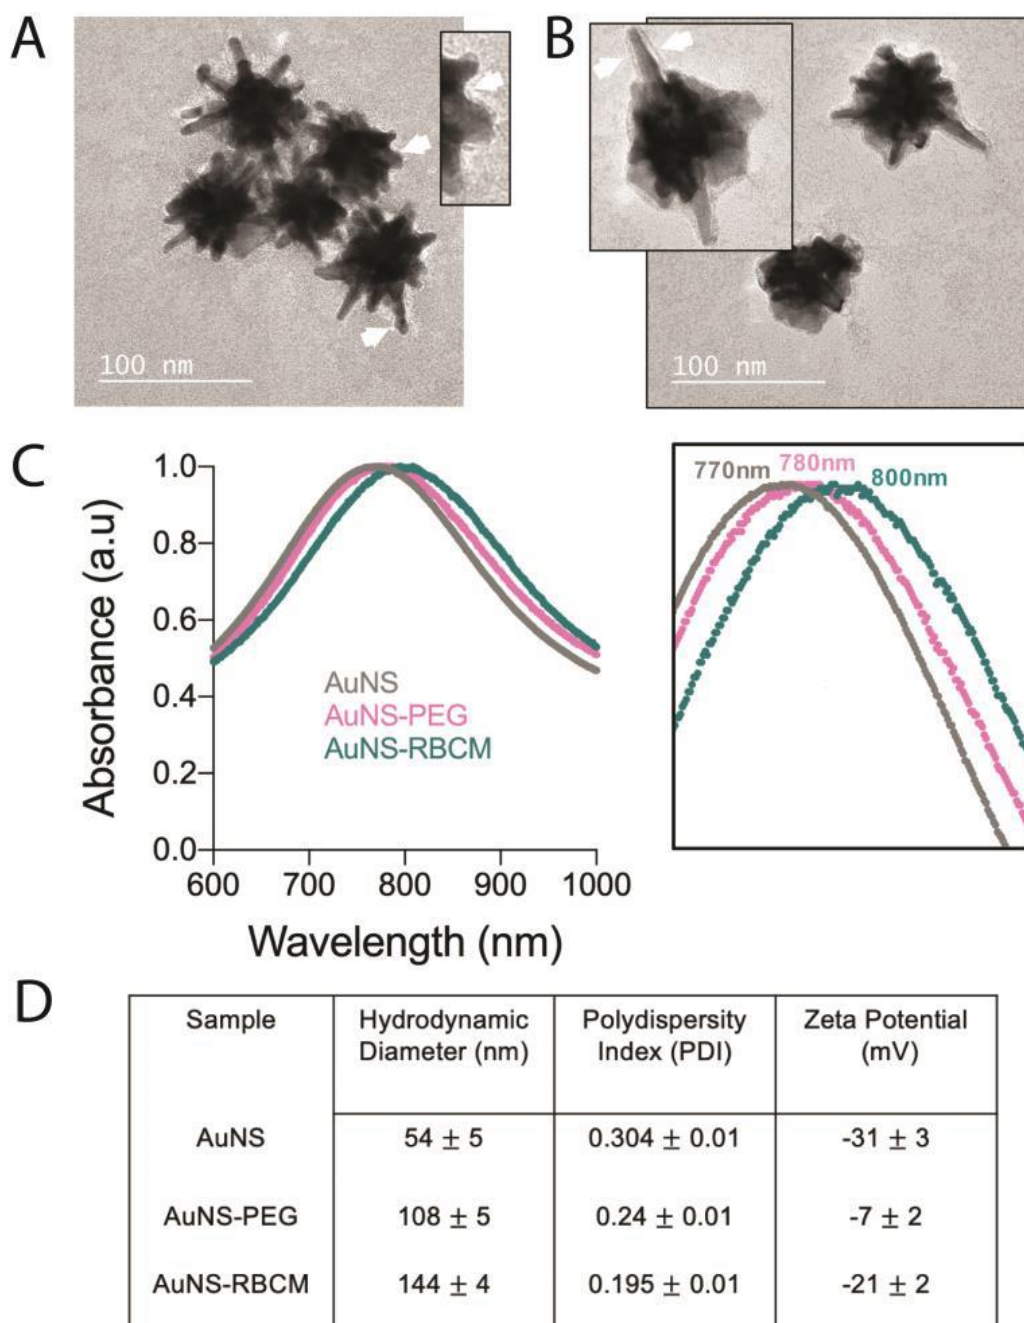 A
B
100 nm
100 nm
C
1.0
0.8
0.6
0.4
0.2
0.0
600 700 800 900 1000
Absorbance (a.u)
Wavelength (nm)
AuNS
AuNS-PEG
AuNS-RBCM
770nm 780nm 800nm
D
Sample Hydrodynamic Diameter (nm) Polydispersity Index (PDI) Zeta Potential (mV)
AuNS 54 ± 5 0.304 ± 0.01 -31 ± 3
AuNS-PEG 108 ± 5 0.24 ± 0.01 -7 ± 2
AuNS-RBCM 144 ± 4 0.195 ± 0.01 -21 ± 2